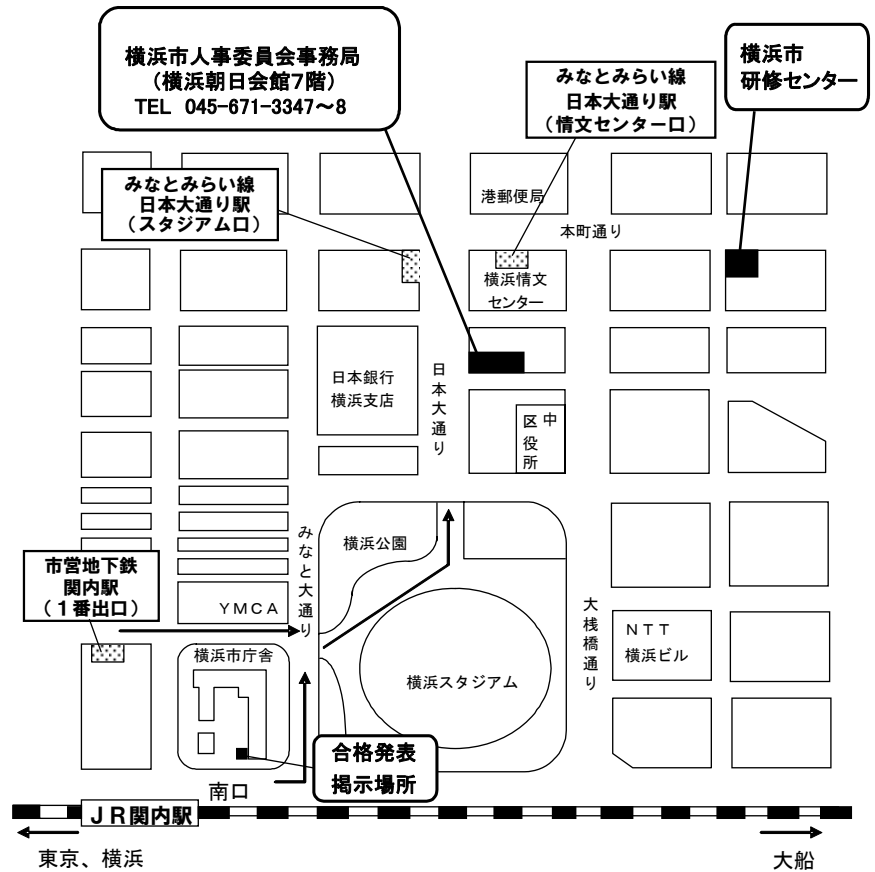 横浜市人事委員会事務局
(横浜朝日会館7階)
TEL 045-671-3347～8
みなとみらい線
日本大通り駅
(情文センター口)
横浜市
研修センター
みなとみらい線
日本大通り駅
(スタジアム口)
港郵便局
本町通り
横浜情文
センター
日本銀行
横浜支店
日本大通り
中
区役所
みなと大通り
横浜公園
市営地下鉄
関内駅
(1番出口)
YMCA
大桟橋通り
NTT
横浜ビル
横浜市庁舎
横浜スタジアム
合格発表
掲示場所
南口
JR関内駅
東京、横浜
大船